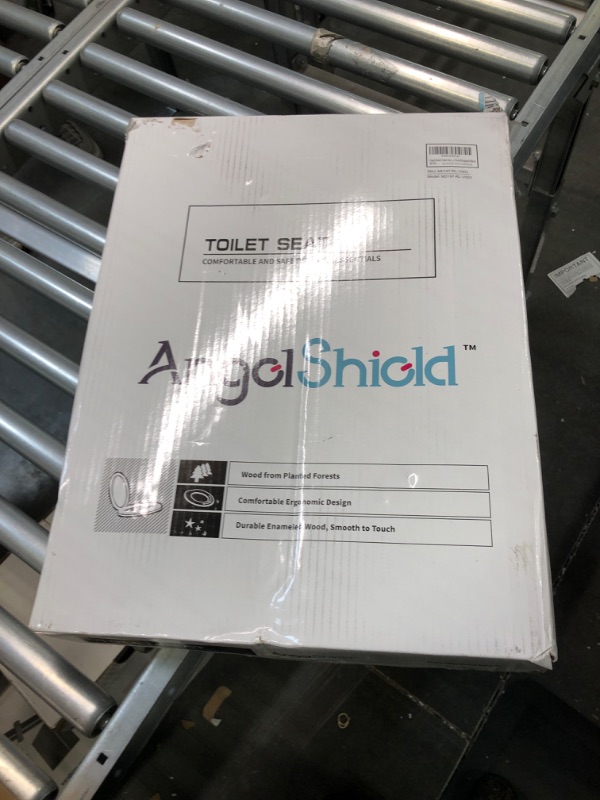 TOILET SEAT
COMFORTABLE AND SAFE
AngelShield™
Wood from Planted Forests
Comfortable Ergonomic Design
Durable Enameled Wood, Smooth to Touch
IMPORTANT